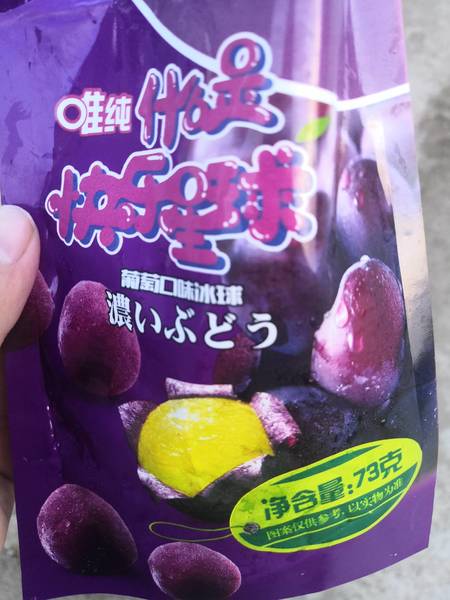 唯纯 什么是
快乐星球
葡萄口味冰球
濃いぶどう
净含量:73克
图案仅供参考,以实物为准